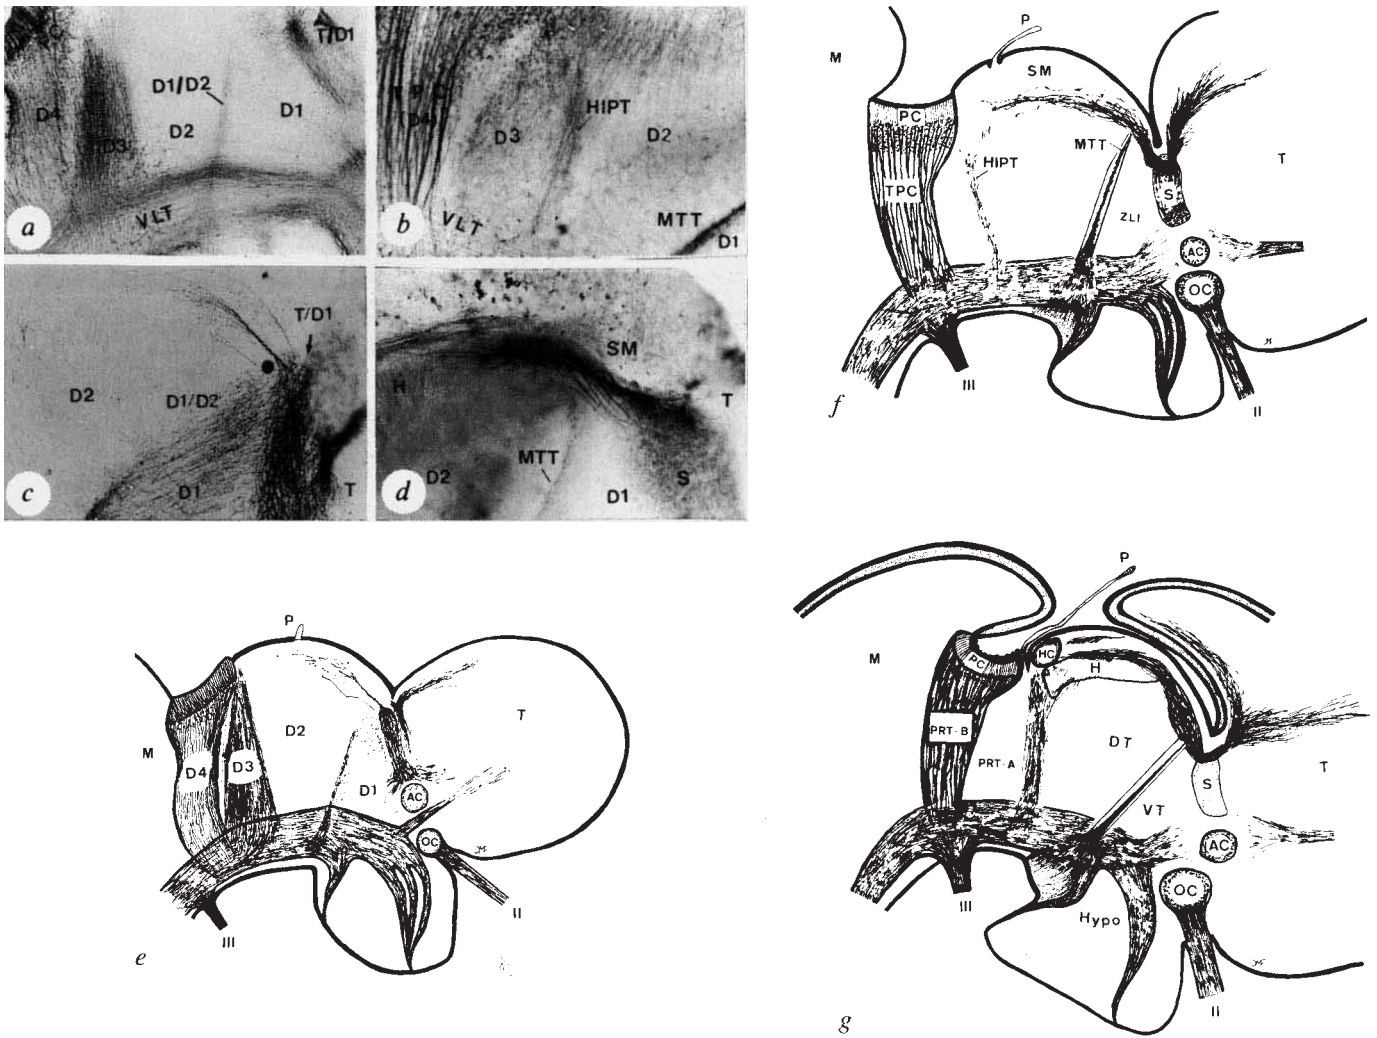 T/D1
D1/D2
D1
D4
D2
D3
VLT
a
TPC
(D4)
HIPT
D3
D2
VLT
MTT
D1
b
T/D1
D2
D1/D2
D1
T
c
SM
H
T
MTT
D2
S
D1
d
P
T
D2
M
D4
D3
D1
AC
OC
II
III
e
P
M
SM
PC
MTT
HIPT
T
TPC
S
ZLI
AC
OC
III
II
f
P
M
HC
PC
H
PRT-B
DT
PRT-A
T
S
VT
AC
OC
III
Hypo
II
g